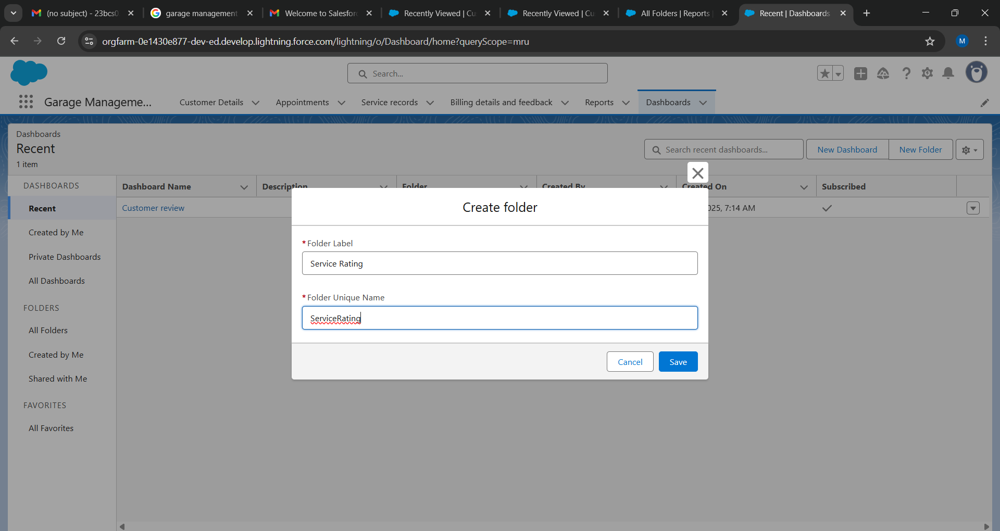 (no subject) - 23bcs0
garage management
Welcome to Salesfor
Recently Viewed | Cu
Recently Viewed | Cu
All Folders | Reports
Recent | Dashboards
orgfarm-0e1430e877-dev-ed.develop.lightning.force.com/lightning/o/Dashboard/home?queryScope=mru
M
Search...
Garage Manageme...
Customer Details
Appointments
Service records
Billing details and feedback
Reports
Dashboards
Dashboards
Recent
1 item
Search recent dashboards...
New Dashboard
New Folder
DASHBOARDS
Dashboard Name
Description
Folder
Created By
Created On
Subscribed
Recent
Customer review
025, 7:14 AM
Created by Me
Private Dashboards
All Dashboards
FOLDERS
All Folders
Created by Me
Shared with Me
FAVORITES
All Favorites
Create folder
* Folder Label
Service Rating
* Folder Unique Name
ServiceRating
Cancel
Save